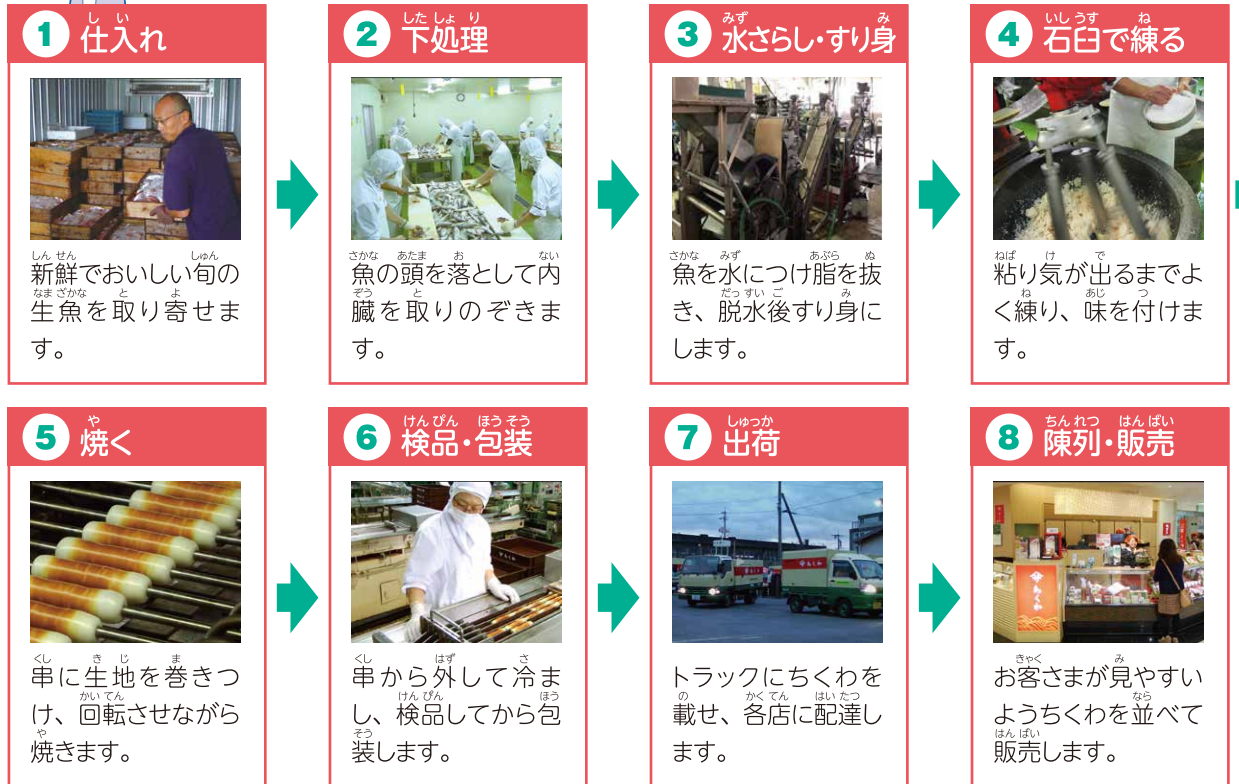 1 仕入れ
新鮮でおいしい旬の
生魚を取り寄せま
す。
2 下処理
魚の頭を落として内
臓を取りのぞきま
す。
3 水さらし・すり身
魚を水につけ脂を抜
き、脱水後すり身に
します。
4 石臼で練る
粘り気が出るまでよ
く練り、味を付けま
す。
5 焼く
串に生地を巻きつ
け、回転させながら
焼きます。
6 検品・包装
串から外して冷ま
し、検品してから包
装します。
7 出荷
トラックにちくわを
載せ、各店に配達し
ます。
8 陳列・販売
お客さまが見やすい
ようちくわを並べて
販売します。